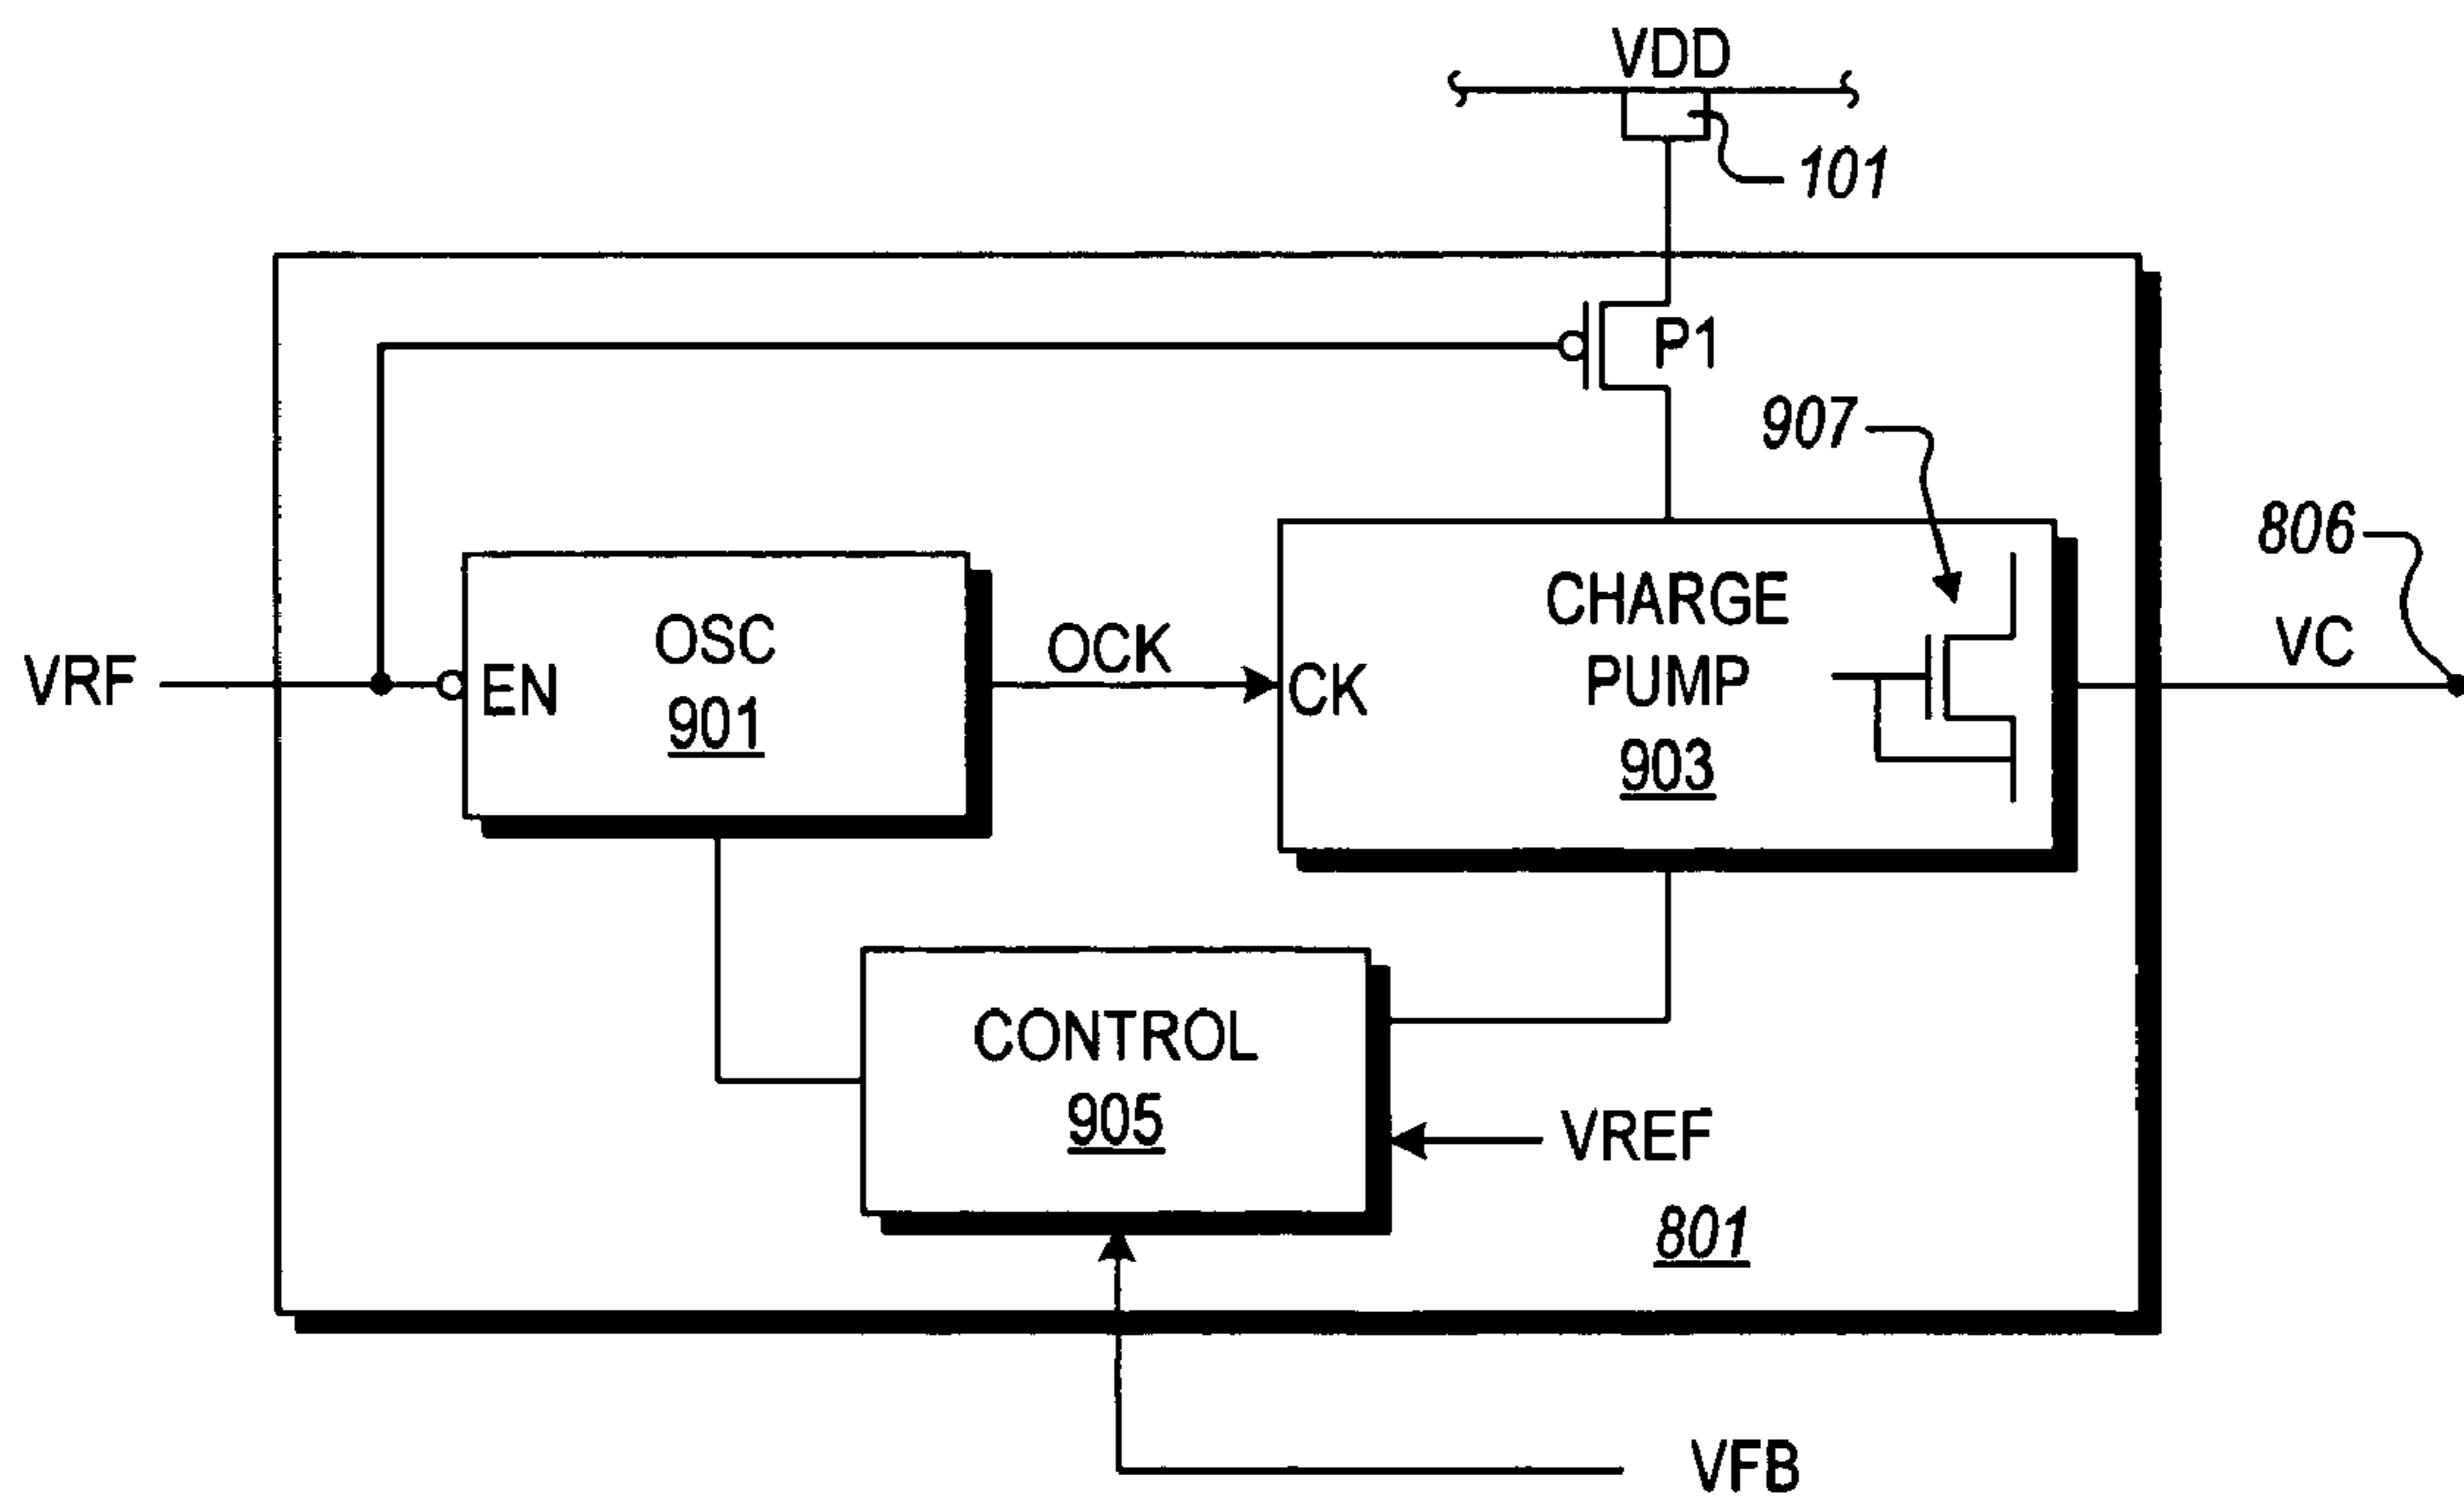 VDD
101
P1
907
806
CHARGE
PUMP
903
OSC
901
OCK
VC
VRF
EN
CK
CONTROL
905
VREF
801
VFB